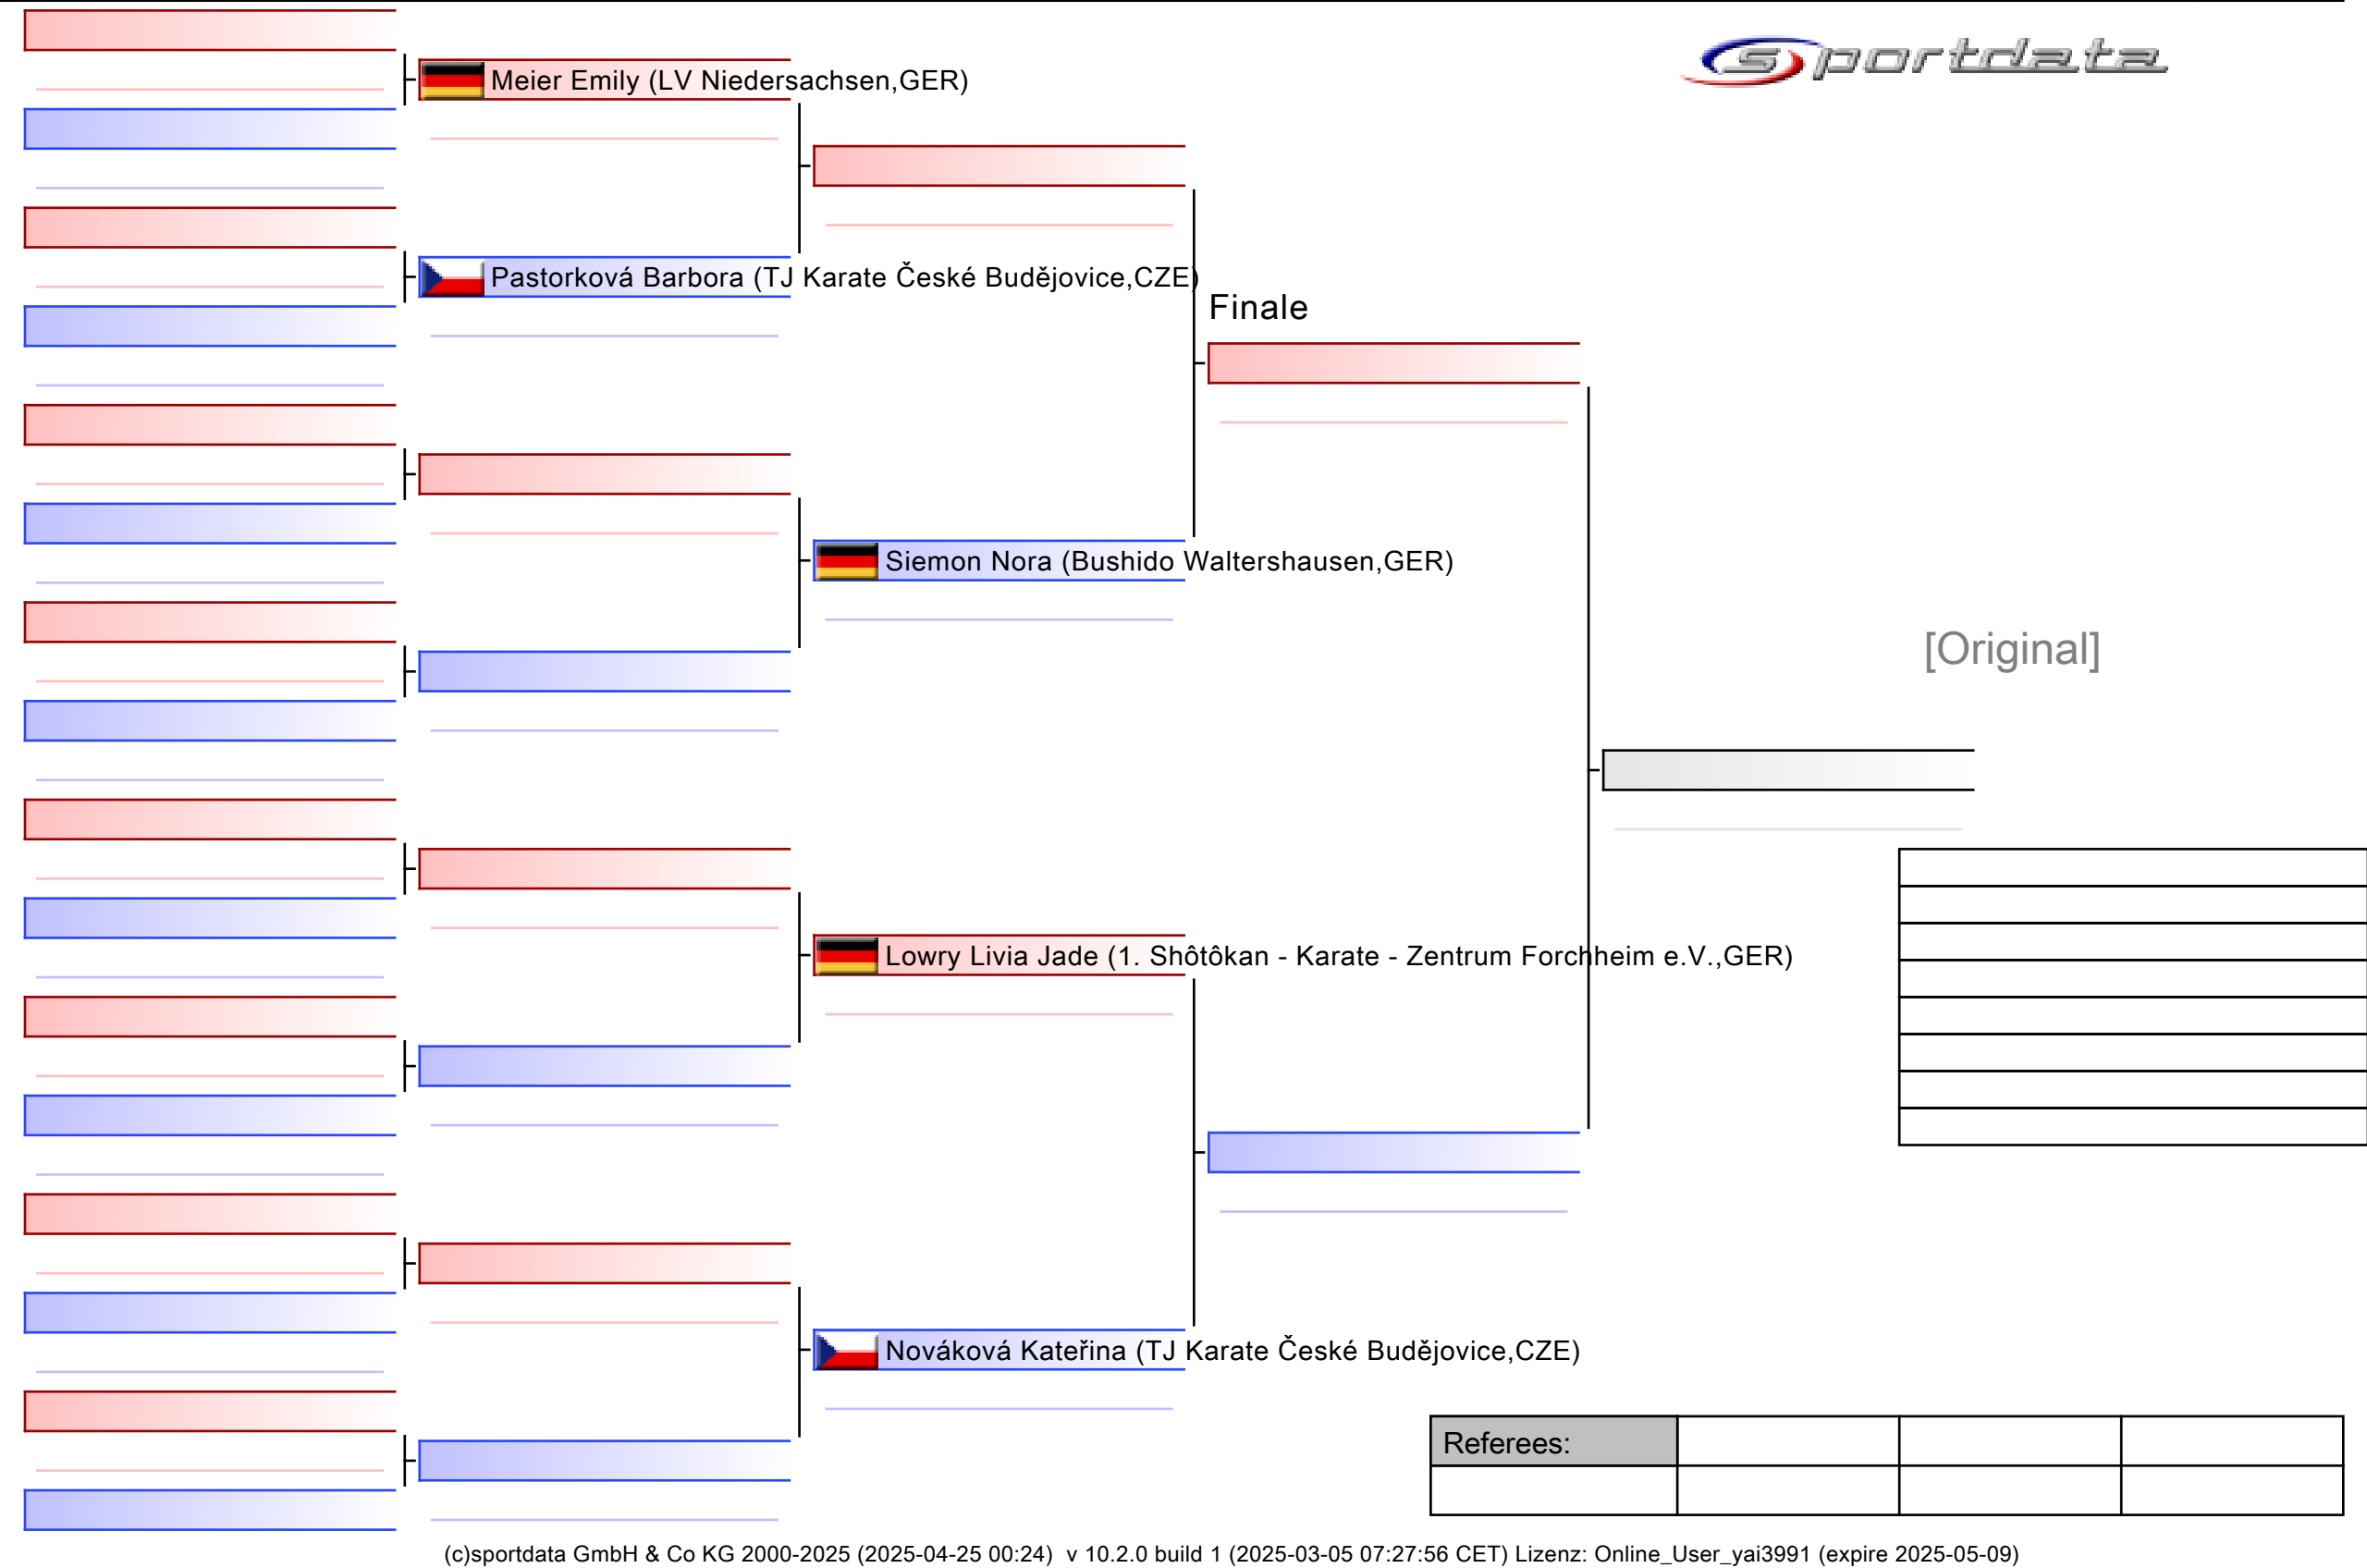 sportdata
Meier Emily (LV Niedersachsen,GER)
Pastorková Barbora (TJ Karate České Budějovice,CZE)
Finale
Siemon Nora (Bushido Waltershausen,GER)
[Original]
Lowry Livia Jade (1. Shôtôkan - Karate - Zentrum Forchheim e.V.,GER)
Nováková Kateřina (TJ Karate České Budějovice,CZE)
Referees:
(c)sportdata GmbH & Co KG 2000-2025 (2025-04-25 00:24)  v 10.2.0 build 1 (2025-03-05 07:27:56 CET) Lizenz: Online_User_yai3991 (expire 2025-05-09)